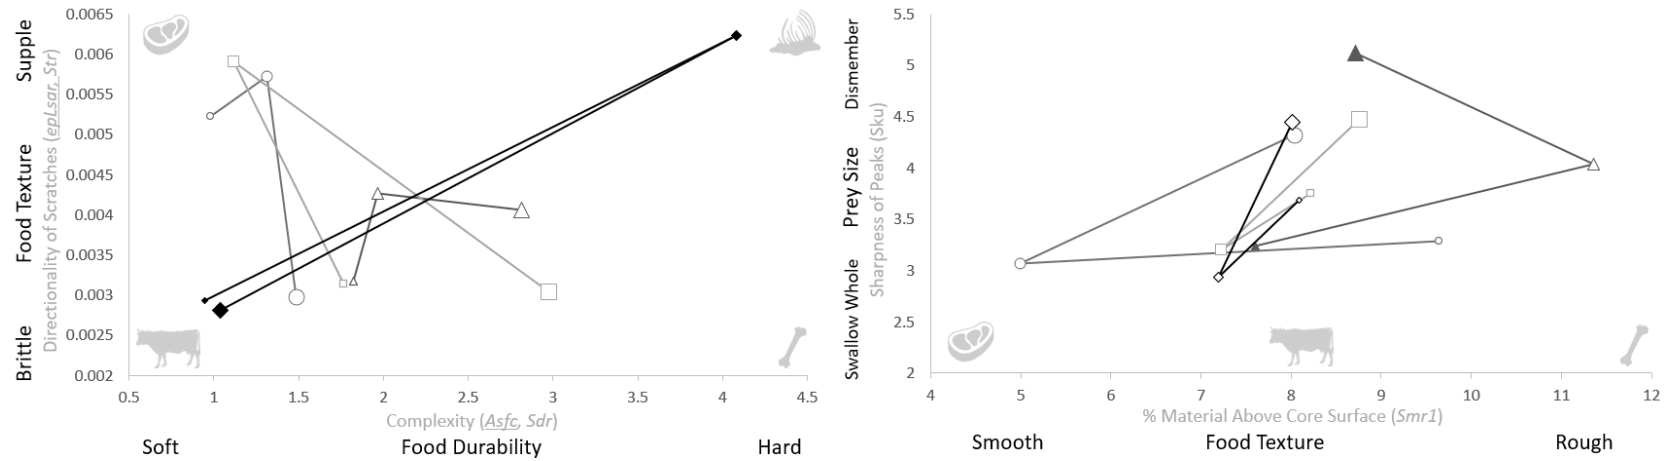 Supple
Food Texture
Brittle
Directionality of Scratches (epLsar, Str)
0.0065
0.006
0.0055
0.005
0.0045
0.004
0.0035
0.003
0.0025
0.002
0.5
1
1.5
2
2.5
3
3.5
4
4.5
Complexity (Asfc, Sdr)
Soft
Food Durability
Hard
Dismember
Prey Size
Swallow Whole
Sharpness of Peaks (Sku)
5.5
5
4.5
4
3.5
3
2.5
2
4
5
6
7
8
9
10
11
12
% Material Above Core Surface (Smr1)
Smooth
Food Texture
Rough